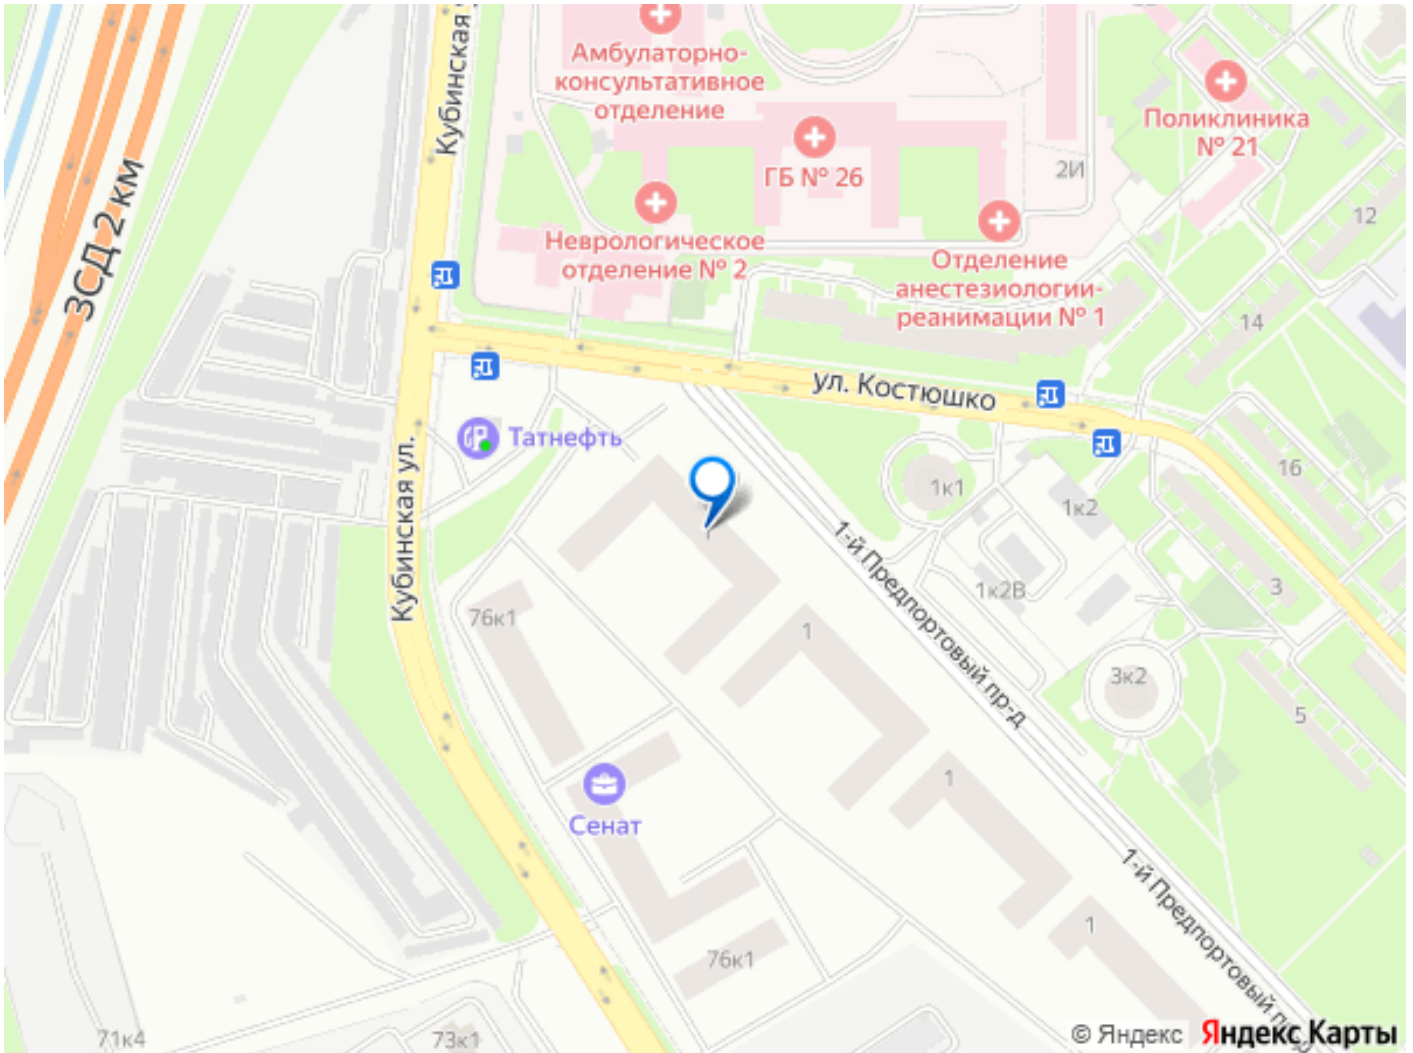 Кубинская
Амбулаторно-
консультативное
отделение
Поликлиника
№ 21
ГБ № 26
2И
12
ЗСД 2 км
Неврологическое
отделение № 2
Отделение
анестезиологии-
реанимации № 1
14
ул. Костюшко
Татнефть
Кубинская ул.
1к1
1к2
16
1-й Предпортовый пр-д
1к2В
3
76к1
1
3к2
5
1
Сенат
1-й Предпортовый
1
76к1
71к4
73к1
© Яндекс Яндекс Карты